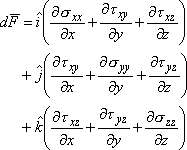 dF̅ = î(∂σxx/∂x + ∂τxy/∂y + ∂τxz/∂z)
+ ĵ(∂τxy/∂x + ∂σyy/∂y + ∂τyz/∂z)
+ k̂(∂τxz/∂x + ∂τyz/∂y + ∂σzz/∂z)